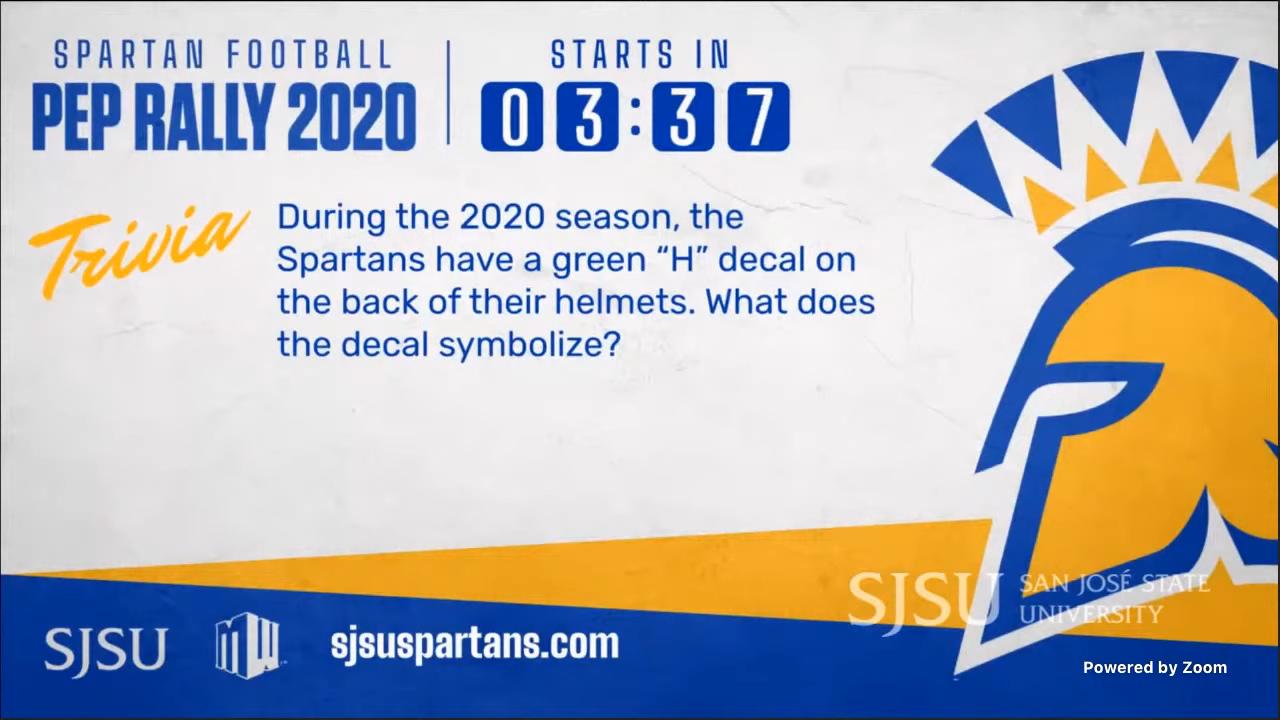 SPARTAN FOOTBALL
PEP RALLY 2020
STARTS IN
03:37
Trivia
During the 2020 season, the
Spartans have a green “H” decal on
the back of their helmets. What does
the decal symbolize?
SJSU
MW
sjsuspartans.com
SJSU
SAN JOSÉ STATE
UNIVERSITY
Powered by Zoom